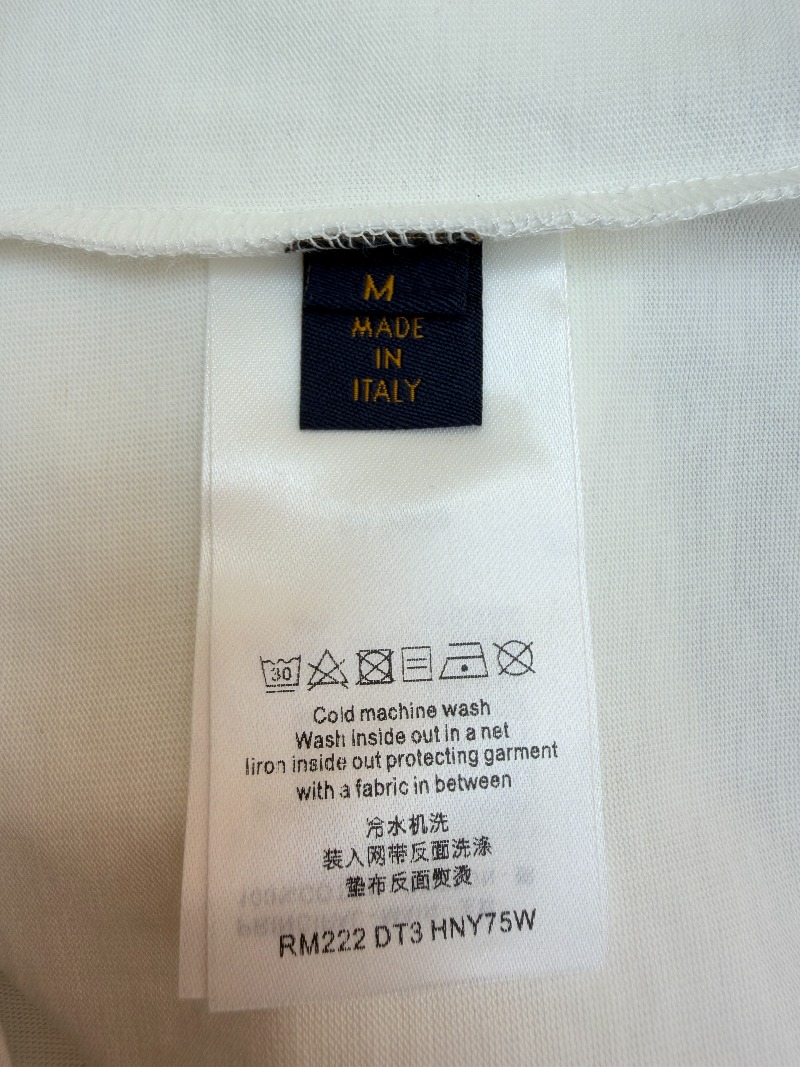 M
MADE
IN
ITALY
30
Cold machine wash
Wash inside out in a net
Iiron inside out protecting garment
with a fabric in between
冷水机洗
装入网带反面洗涤
垫布反面熨烫
RM222 DT3 HNY75W